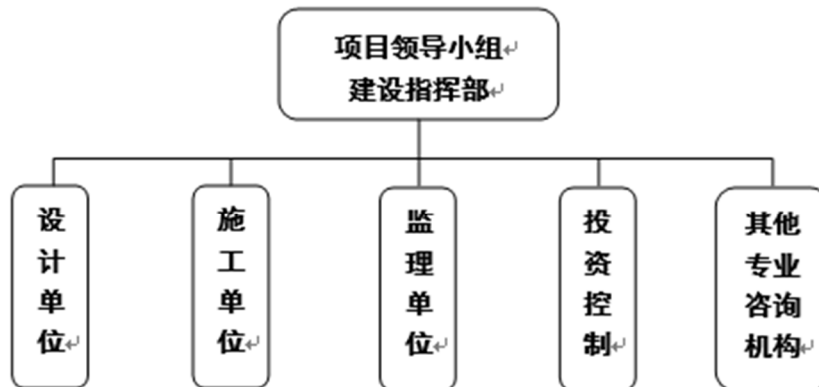 项目领导小组
建设指挥部
设计单位
施工单位
监理单位
投资控制
其他
专业
咨询
机构